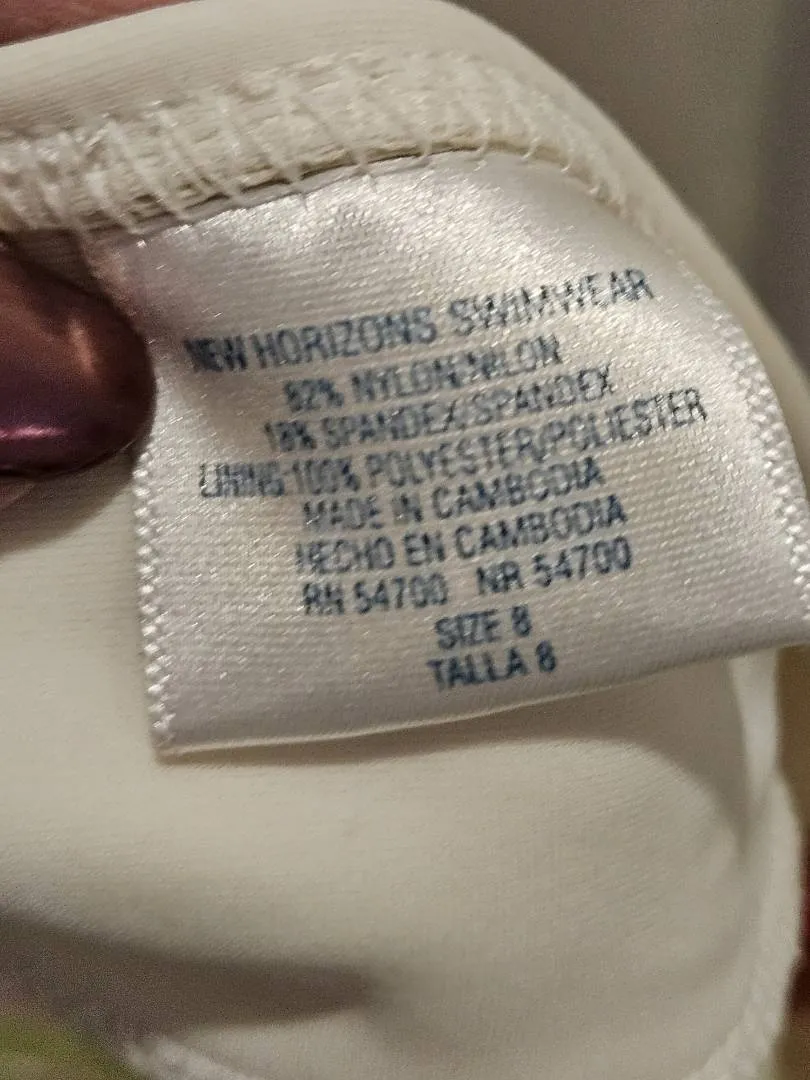 NEW HORIZONS SWIMWEAR
82% NYLON/NILON
18% SPANDEX/SPANDEX
LINING-100% POLYESTER/POLIESTER
MADE IN CAMBODIA
HECHO EN CAMBODIA
RN 54700 NR 54700
SIZE 8
TALLA 8